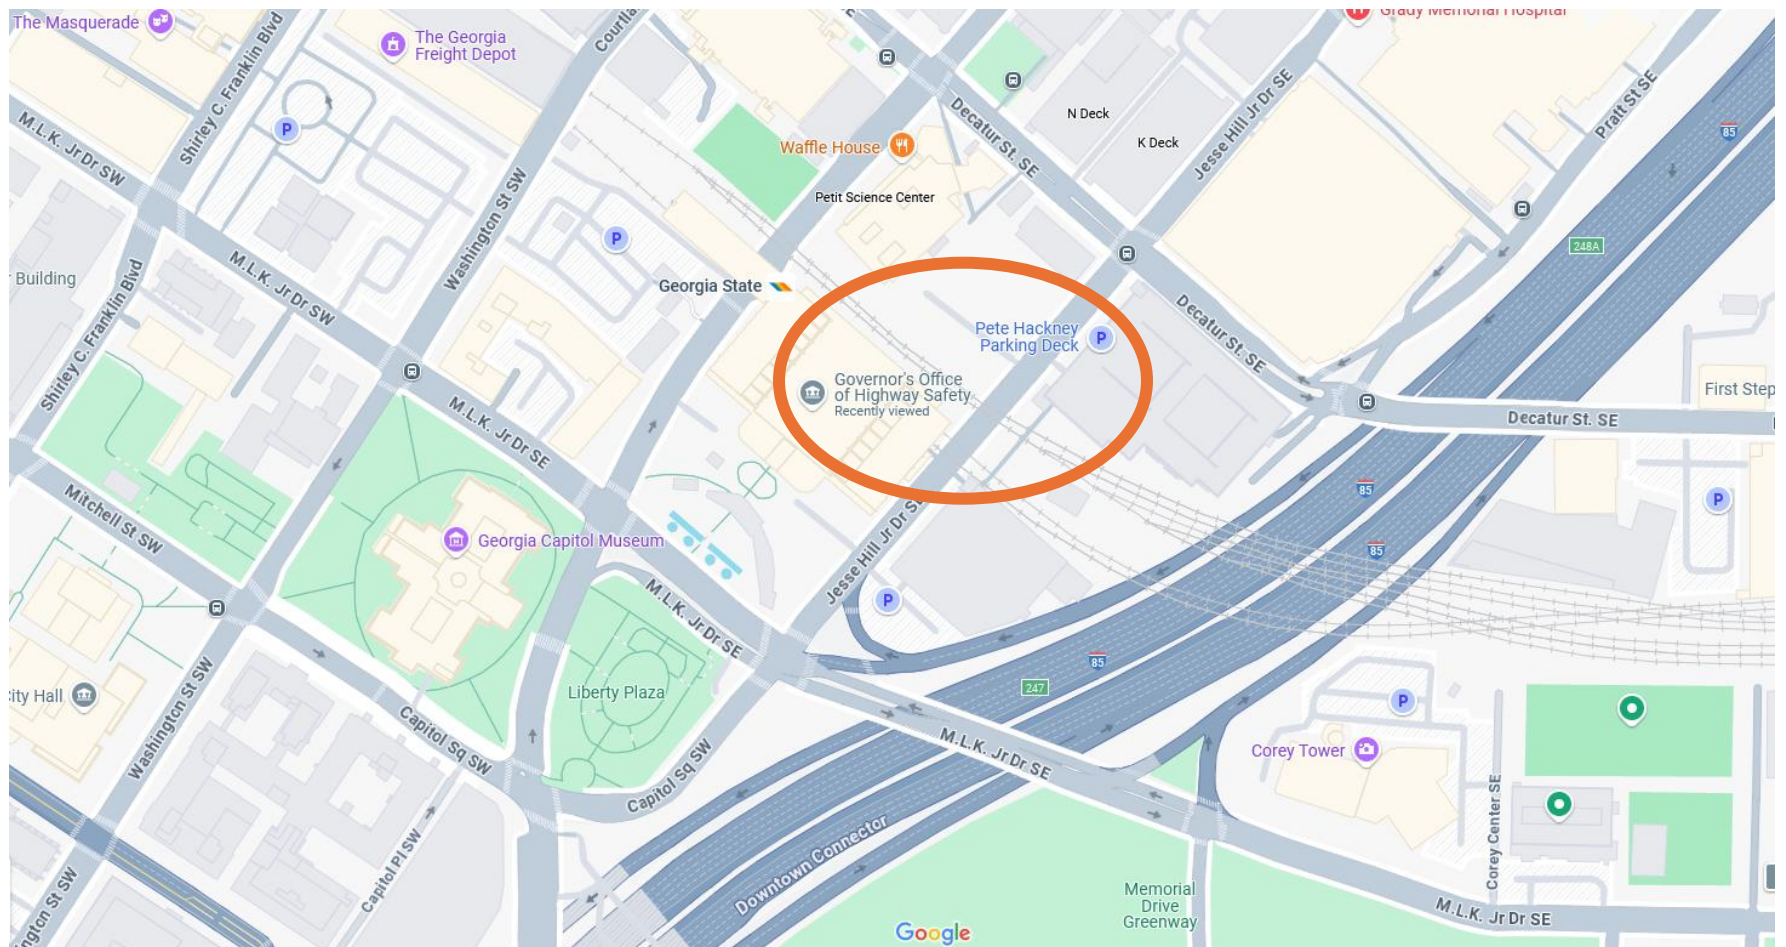 The Masquerade
The Georgia
Freight Depot
Shirley C. Franklin Blvd
Grady Memorial Hospital
N Deck
K Deck
Decatur St. SE
Jesse Hill Jr Dr SE
Pratt St SE
85
M.L.K. Jr Dr SW
P
Waffle House
Petit Science Center
Washington St SW
P
248A
Building
M.L.K. Jr Dr SW
Georgia State
Shirley C. Franklin Blvd
Decatur St. SE
Pete Hackney
Parking Deck
P
Governor's Office
of Highway Safety
Recently viewed
First Step
Decatur St. SE
M.L.K. Jr Dr SE
85
P
Mitchell St SW
Georgia Capitol Museum
Jesse Hill Jr Dr SE
85
P
M.L.K. Jr Dr SE
85
247
City Hall
Liberty Plaza
Washington St SW
Capitol Sq SW
Capitol Sq SW
P
M.L.K. Jr Dr SE
Corey Tower
Corey Center SE
Capitol Pl SW
Downtown Connector
Memorial
Drive
Greenway
M.L.K. Jr Dr SE
Google